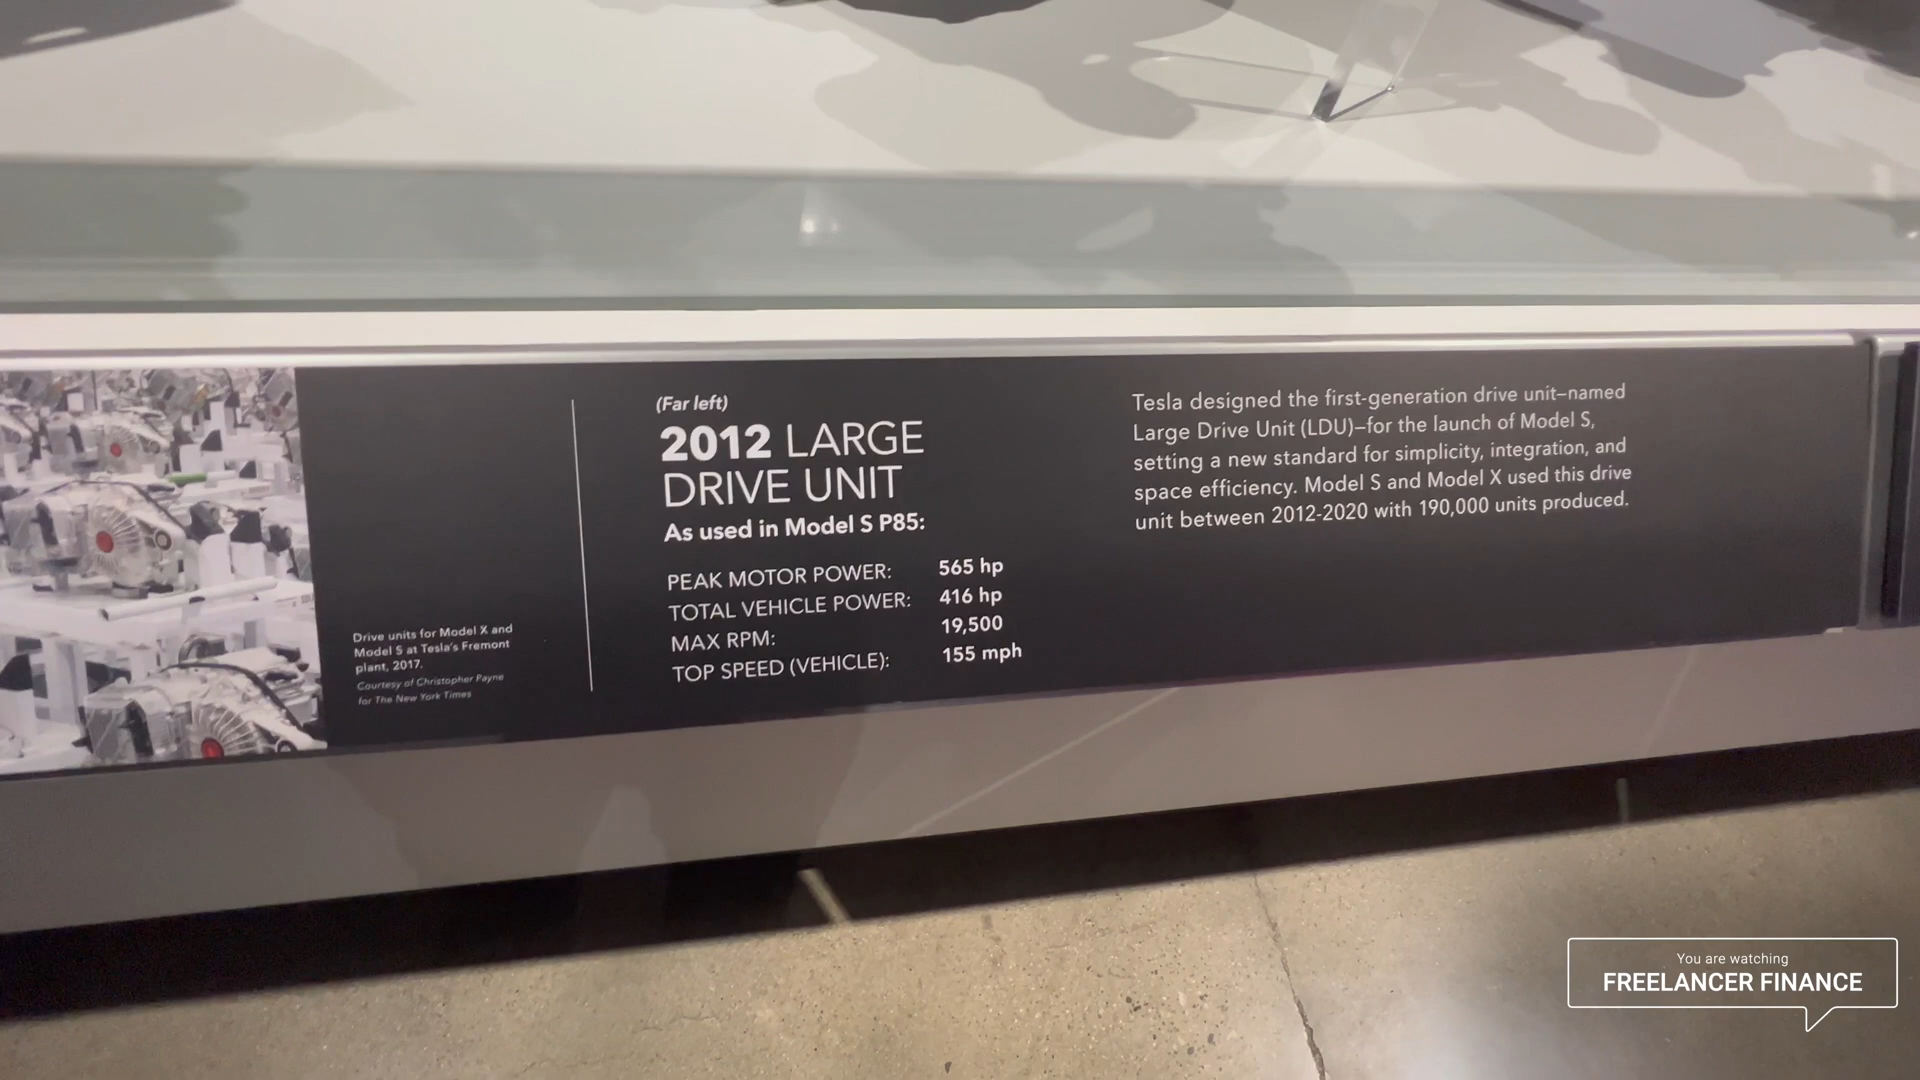 Drive units for Model X and
Model S at Tesla's Fremont
plant, 2017.
Courtesy of Christopher Payne
for The New York Times
(Far left)
2012 LARGE
DRIVE UNIT
As used in Model S P85:
PEAK MOTOR POWER: 565 hp
TOTAL VEHICLE POWER: 416 hp
MAX RPM: 19,500
TOP SPEED (VEHICLE): 155 mph
Tesla designed the first-generation drive unit–named
Large Drive Unit (LDU)–for the launch of Model S,
setting a new standard for simplicity, integration, and
space efficiency. Model S and Model X used this drive
unit between 2012-2020 with 190,000 units produced.
You are watching
FREELANCER FINANCE